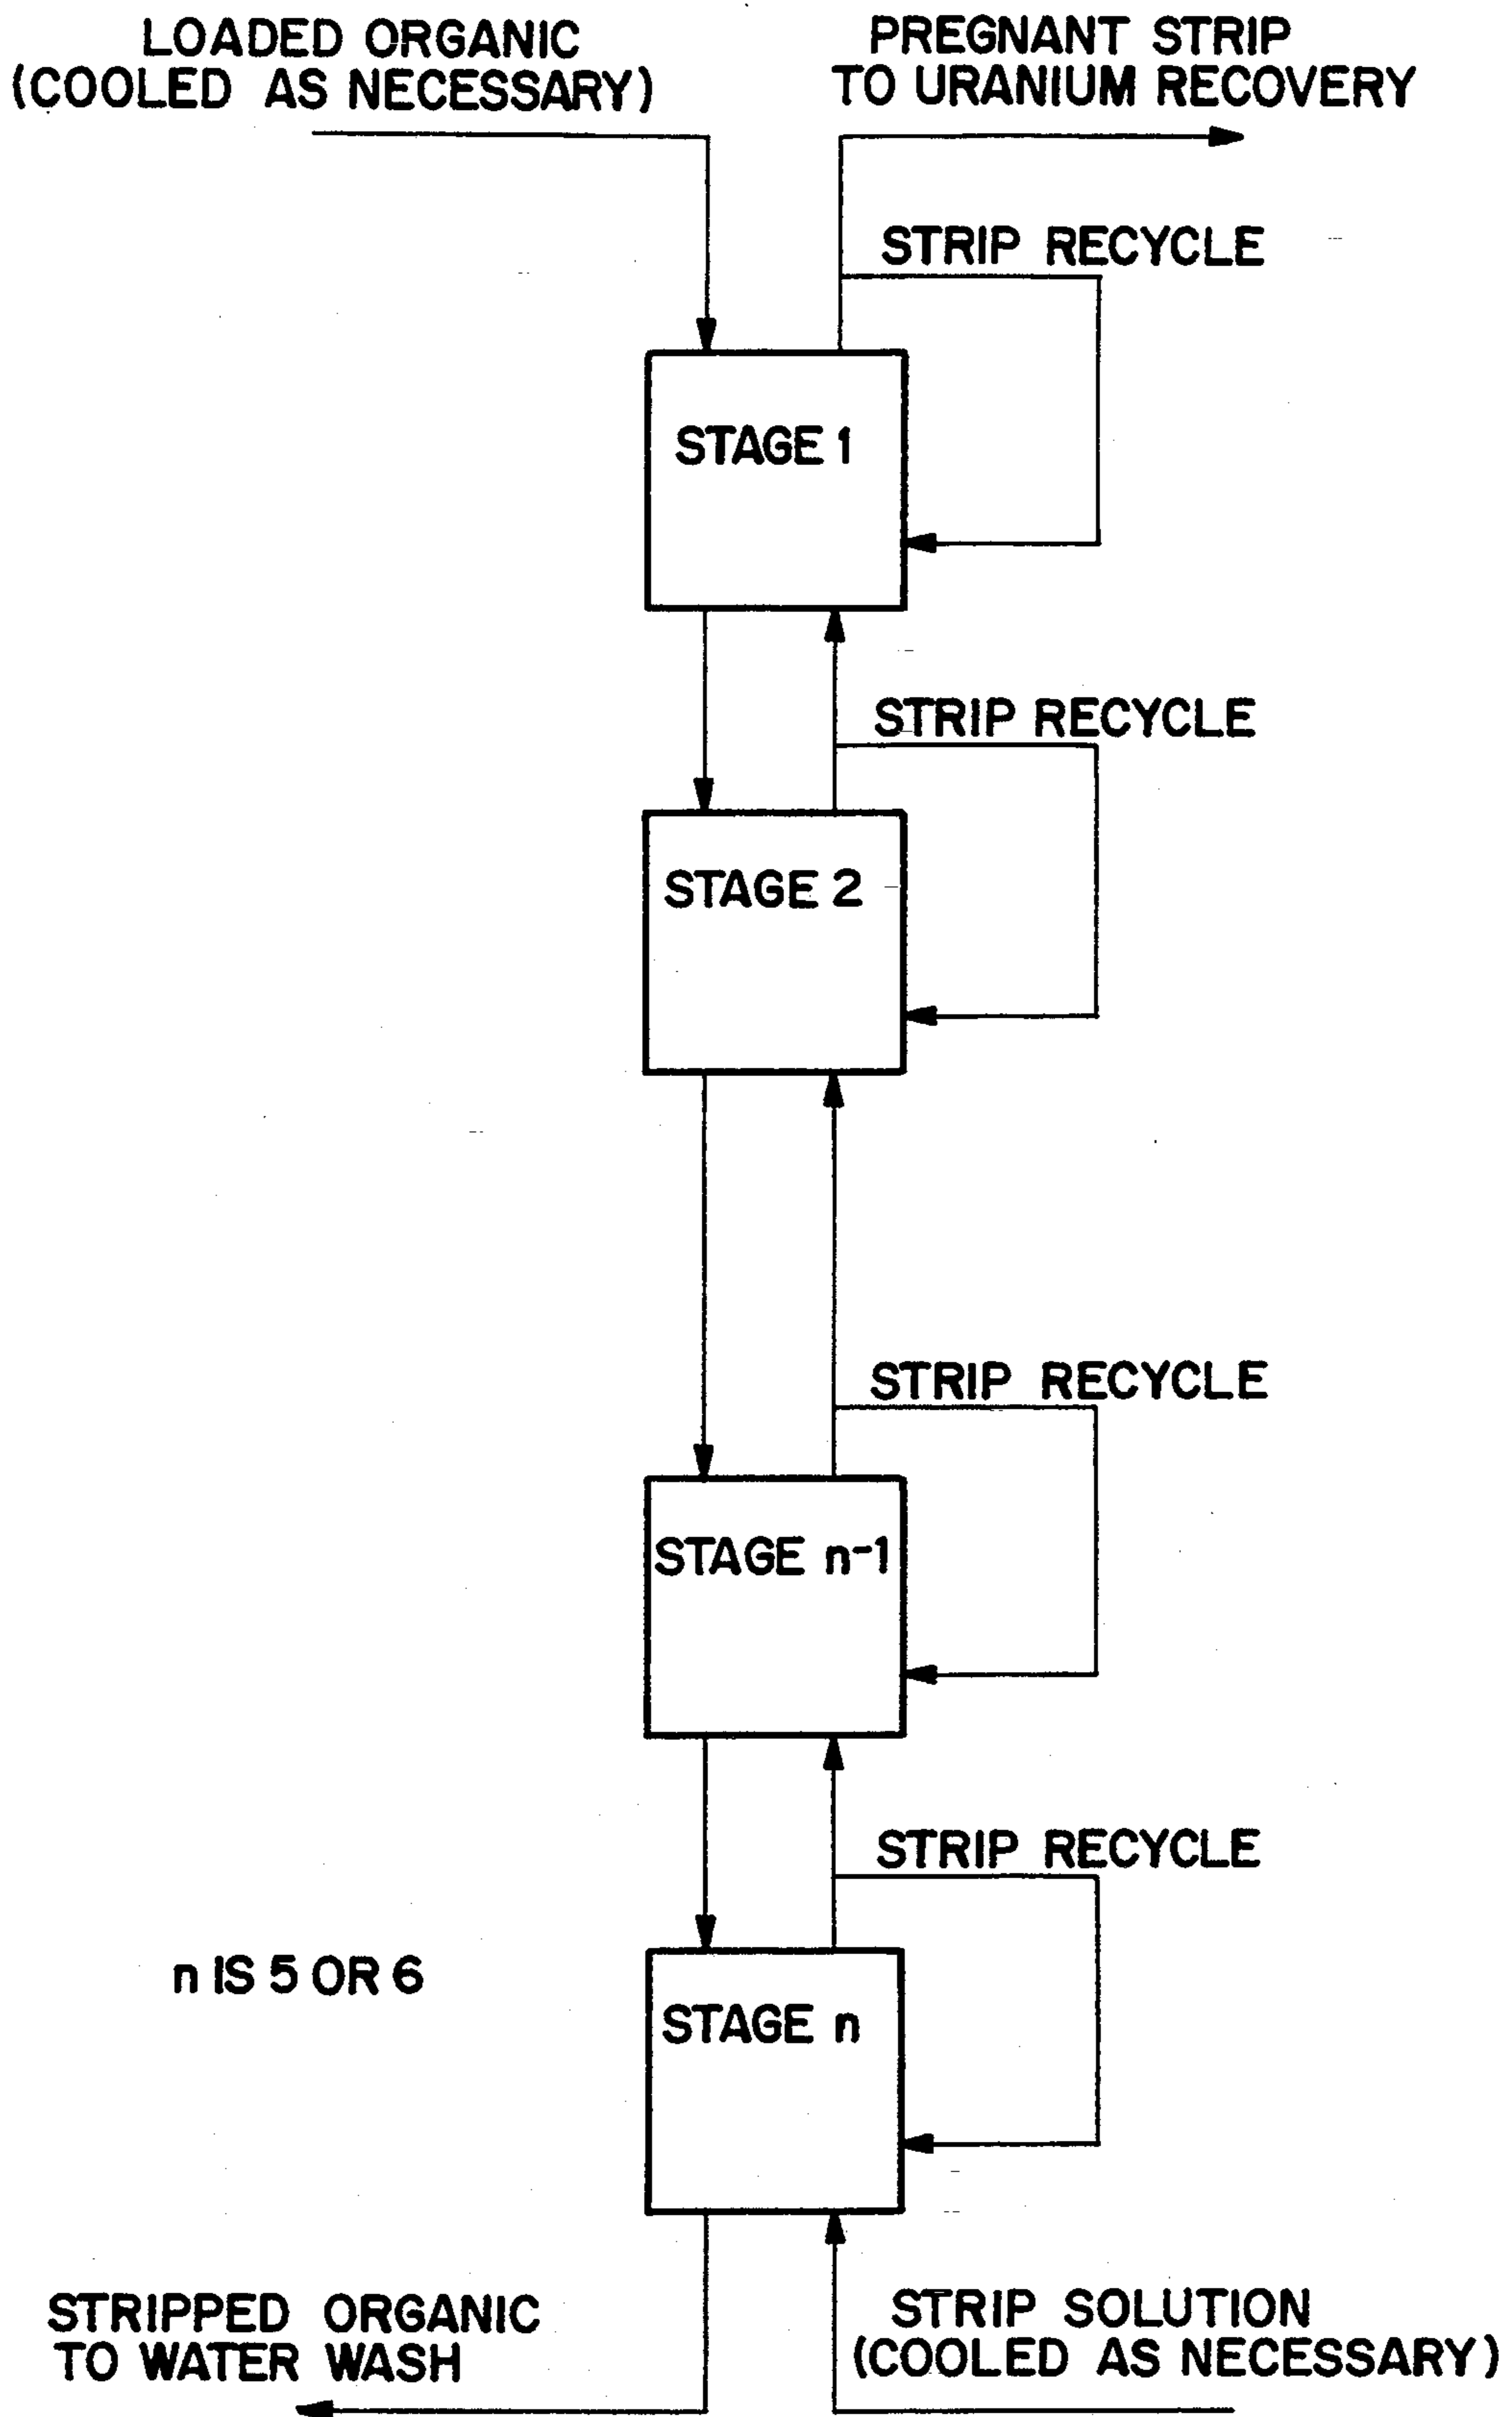 LOADED ORGANIC
(COOLED AS NECESSARY)
PREGNANT STRIP
TO URANIUM RECOVERY
STRIP RECYCLE
STAGE 1
STRIP RECYCLE
STAGE 2
STRIP RECYCLE
STAGE n-1
STRIP RECYCLE
n IS 5 OR 6
STAGE n
STRIPPED ORGANIC
TO WATER WASH
STRIP SOLUTION
(COOLED AS NECESSARY)